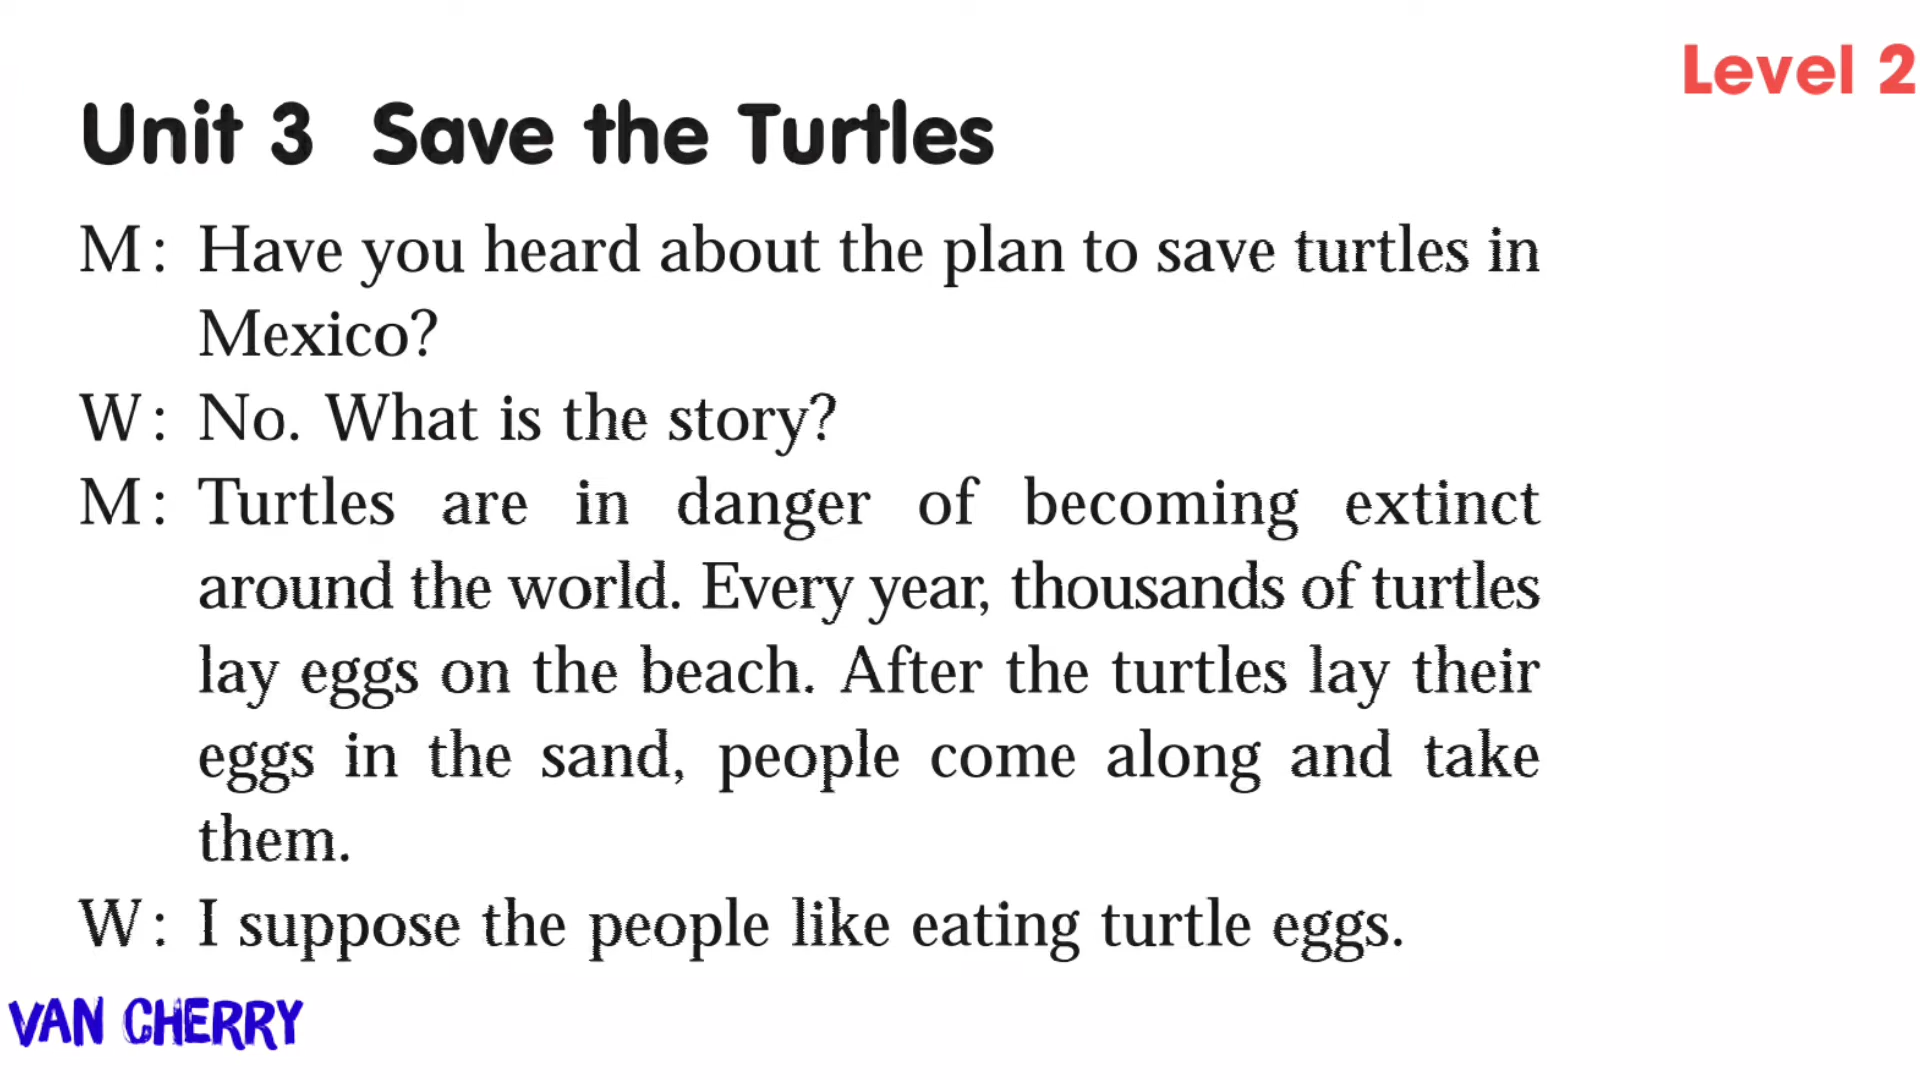 Level 2
Unit 3 Save the Turtles
M: Have you heard about the plan to save turtles in
Mexico?
W: No. What is the story?
M: Turtles are in danger of becoming extinct
around the world. Every year, thousands of turtles
lay eggs on the beach. After the turtles lay their
eggs in the sand, people come along and take
them.
W: I suppose the people like eating turtle eggs.
VAN CHERRY